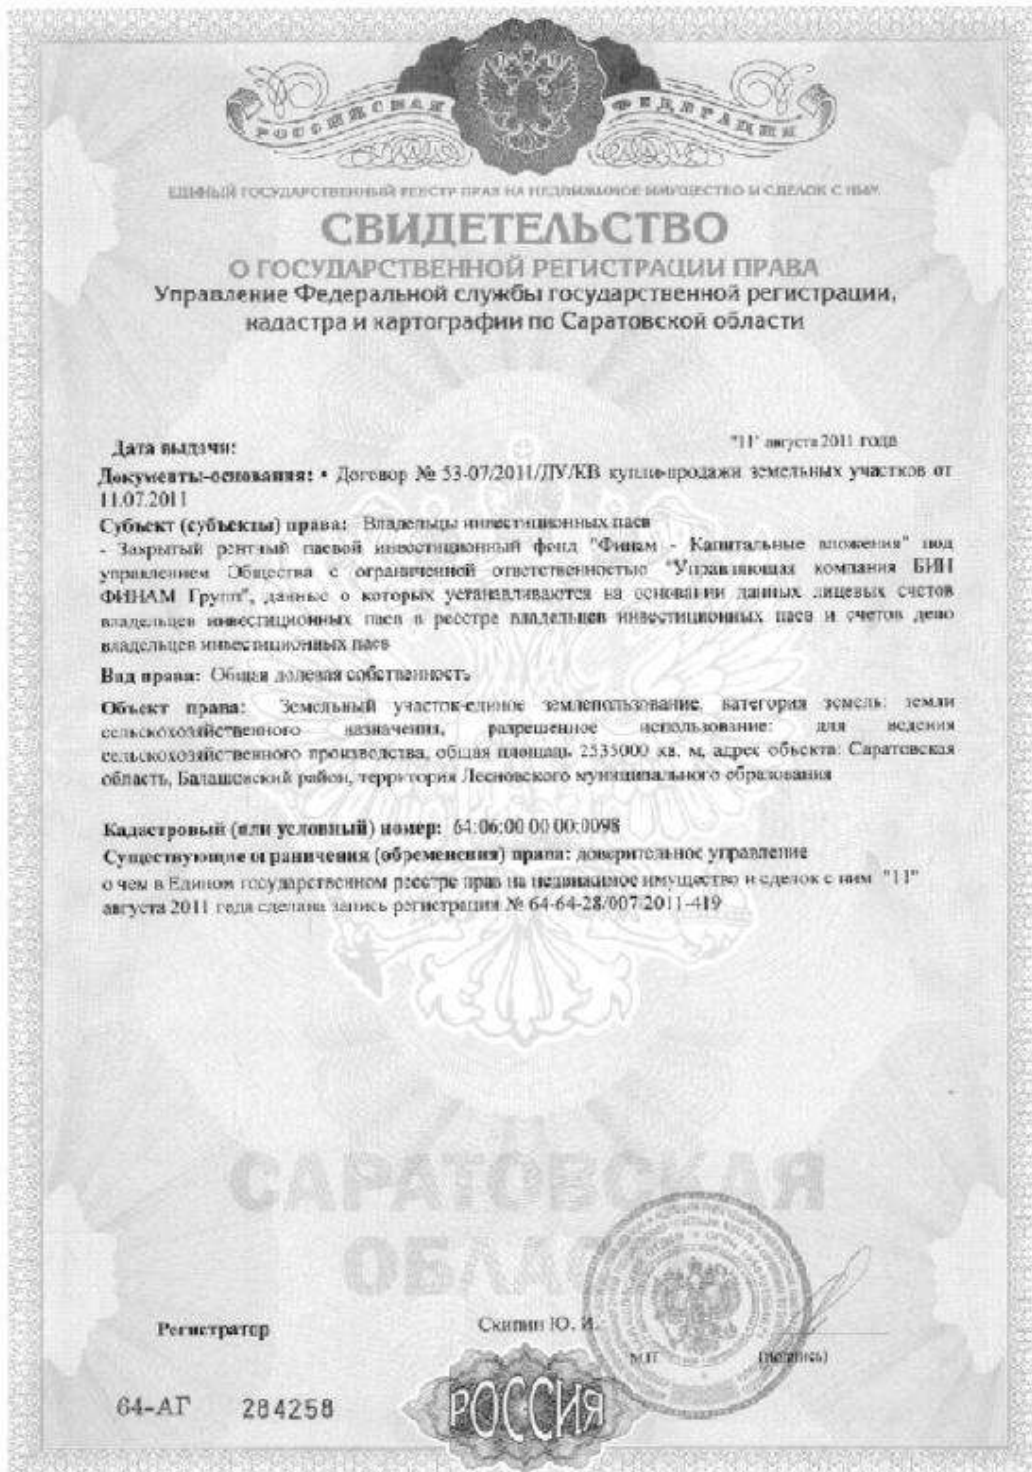 РОССИЙСКАЯ ФЕДЕРАЦИЯ
ЕДИНЫЙ ГОСУДАРСТВЕННЫЙ РЕЕСТР ПРАВ НА НЕДВИЖИМОЕ ИМУЩЕСТВО И СДЕЛОК С НИМ
СВИДЕТЕЛЬСТВО
О ГОСУДАРСТВЕННОЙ РЕГИСТРАЦИИ ПРАВА
Управление Федеральной службы государственной регистрации,
кадастра и картографии по Саратовской области
Дата выдачи: "11" августа 2011 года
Документы-основания: • Договор № 53-07/2011/ЛУ/КВ купли-продажи земельных участков от
11.07.2011
Субъект (субъекты) права: Владельцы инвестиционных паев
- Закрытый рентный паевой инвестиционный фонд "Финам - Капитальные вложения" под
управлением Общества с ограниченной ответственностью "Управляющая компания БИН
ФИНАМ Групп", данные о которых устанавливаются на основании данных лицевых счетов
владельцев инвестиционных паев в реестре владельцев инвестиционных паев и счетов депо
владельцев инвестиционных паев
Вид права: Общая долевая собственность
Объект права: Земельный участок-единое землепользование, категория земель: земли
сельскохозяйственного назначения, разрешенное использование: для ведения
сельскохозяйственного производства, общая площадь 2535000 кв. м, адрес объекта: Саратовская
область, Балашовский район, территория Лесновского муниципального образования
Кадастровый (или условный) номер: 64:06:00 00 00:0098
Существующие ограничения (обременения) права: доверительное управление
о чем в Едином государственном реестре прав на недвижимое имущество и сделок с ним "11"
августа 2011 года сделана запись регистрации № 64-64-28/007/2011-419
САРАТОВСКАЯ
Регистратор Скипин Ю. И.
М.П. (подпись)
64-АГ 284258
РОССИЯ